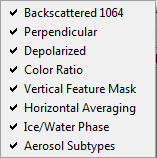 Backscattered 1064
Perpendicular
Depolarized
Color Ratio
Vertical Feature Mask
Horizontal Averaging
Ice/Water Phase
Aerosol Subtypes